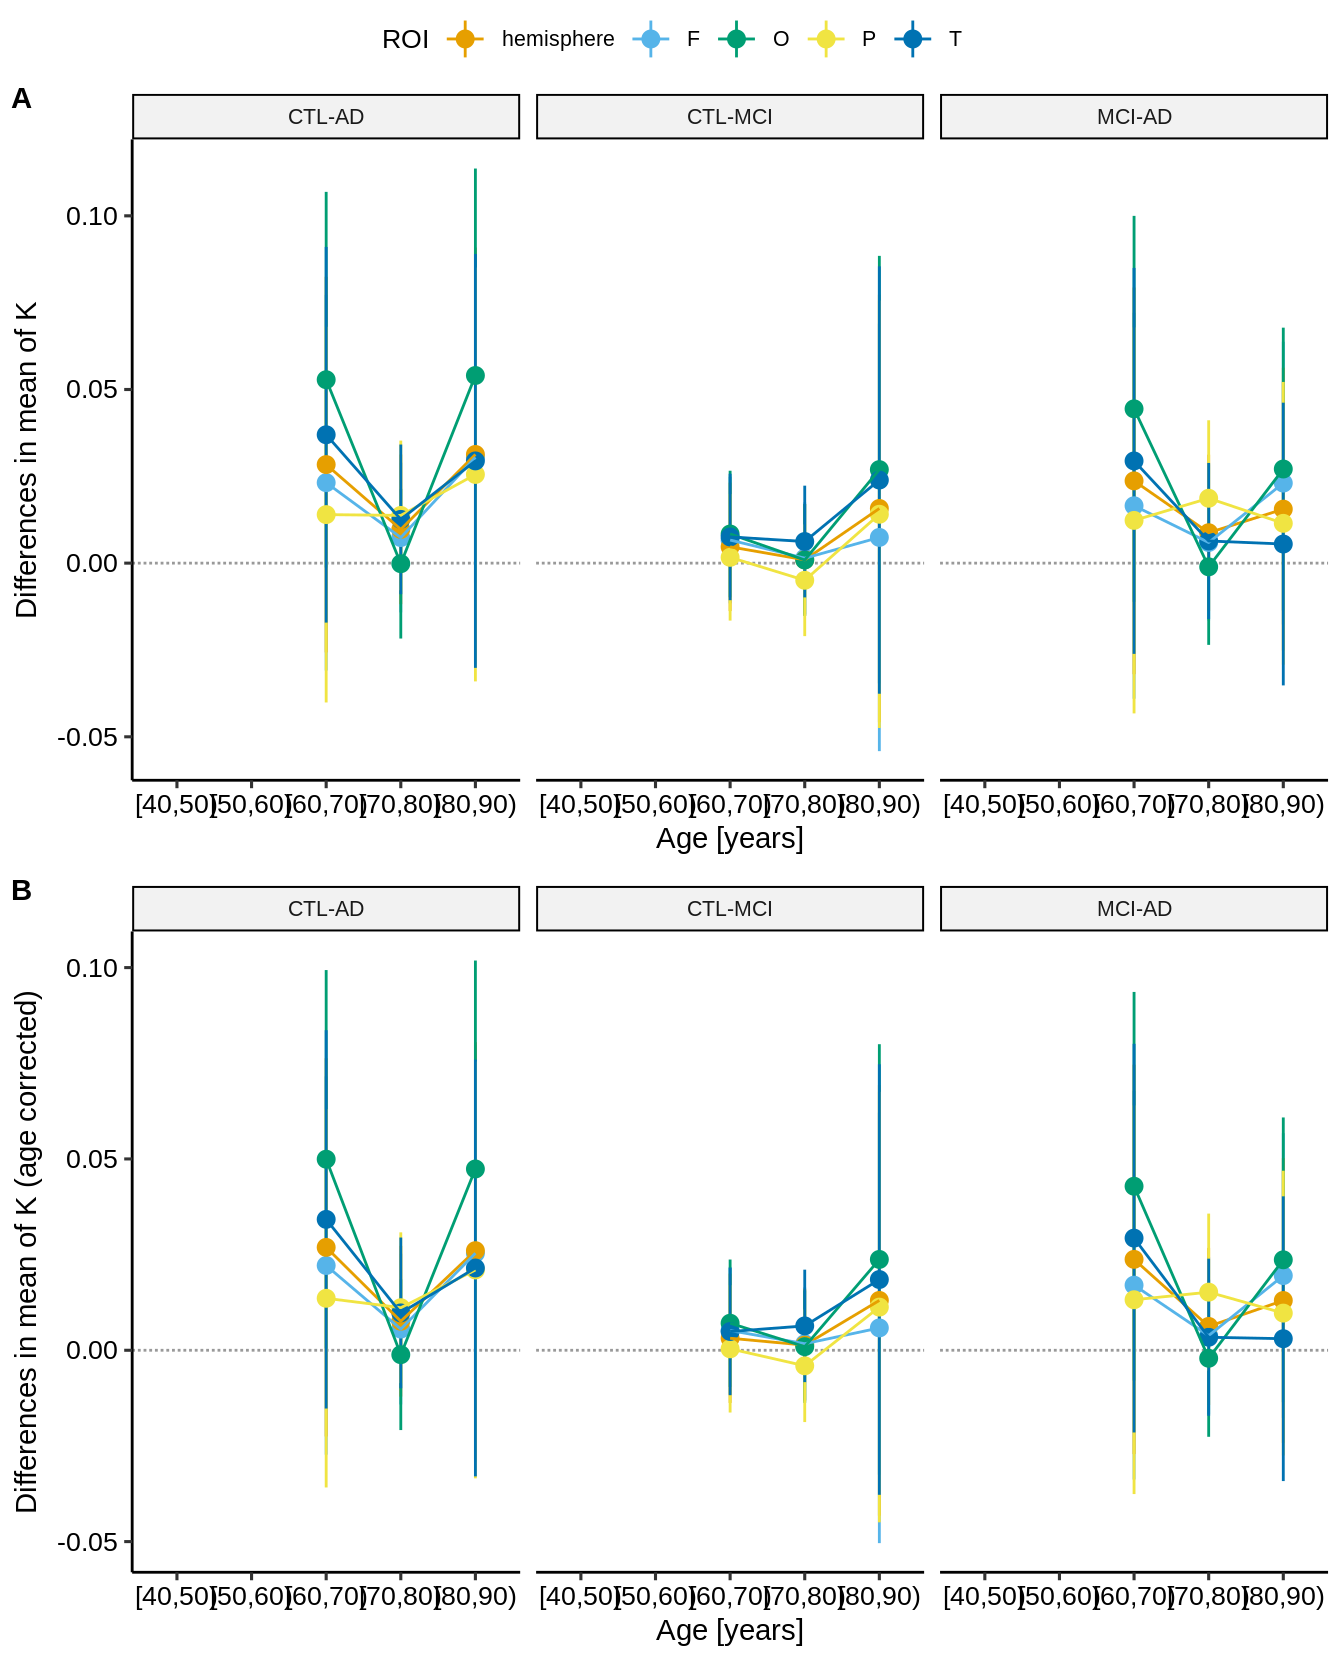 ROI hemisphere F O P T
A
CTL-AD CTL-MCI MCI-AD
Differences in mean of K
0.10
0.05
0.00
-0.05
[40,50) [50,60) [60,70) [70,80) [80,90) [40,50) [50,60) [60,70) [70,80) [80,90) [40,50) [50,60) [60,70) [70,80) [80,90)
Age [years]
B
CTL-AD CTL-MCI MCI-AD
Differences in mean of K (age corrected)
0.10
0.05
0.00
-0.05
[40,50) [50,60) [60,70) [70,80) [80,90) [40,50) [50,60) [60,70) [70,80) [80,90) [40,50) [50,60) [60,70) [70,80) [80,90)
Age [years]